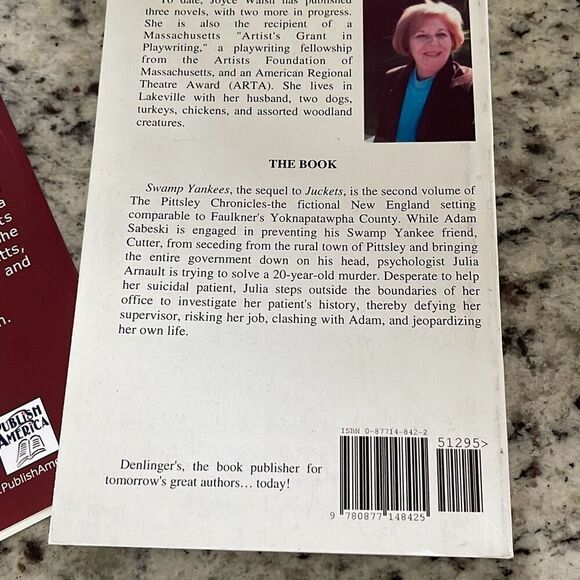 To date, Joyce Walsh has published
three novels, with two more in progress.
She is also the recipient of a
Massachusetts "Artist's Grant in
Playwriting," a playwriting fellowship
from the Artists Foundation of
Massachusetts, and an American Regional
Theatre Award (ARTA). She lives in
Lakeville with her husband, two dogs,
turkeys, chickens, and assorted woodland
creatures.
THE BOOK
Swamp Yankees, the sequel to Juckets, is the second volume of
The Pittsley Chronicles-the fictional New England setting
comparable to Faulkner's Yoknapatawpha County. While Adam
Sabeski is engaged in preventing his Swamp Yankee friend,
Cutter, from seceding from the rural town of Pittsley and bringing
the entire government down on his head, psychologist Julia
Arnault is trying to solve a 20-year-old murder. Desperate to help
her suicidal patient, Julia steps outside the boundaries of her
office to investigate her patient's history, thereby defying her
supervisor, risking her job, clashing with Adam, and jeopardizing
her own life.
ISBN 0-87714-842-2
51295>
9 780877 148425
Denlinger's, the book publisher for
tomorrow's great authors... today!
a
ts
he
tts,
and
n.
PUBLISH
AMERICA
.PublishAme